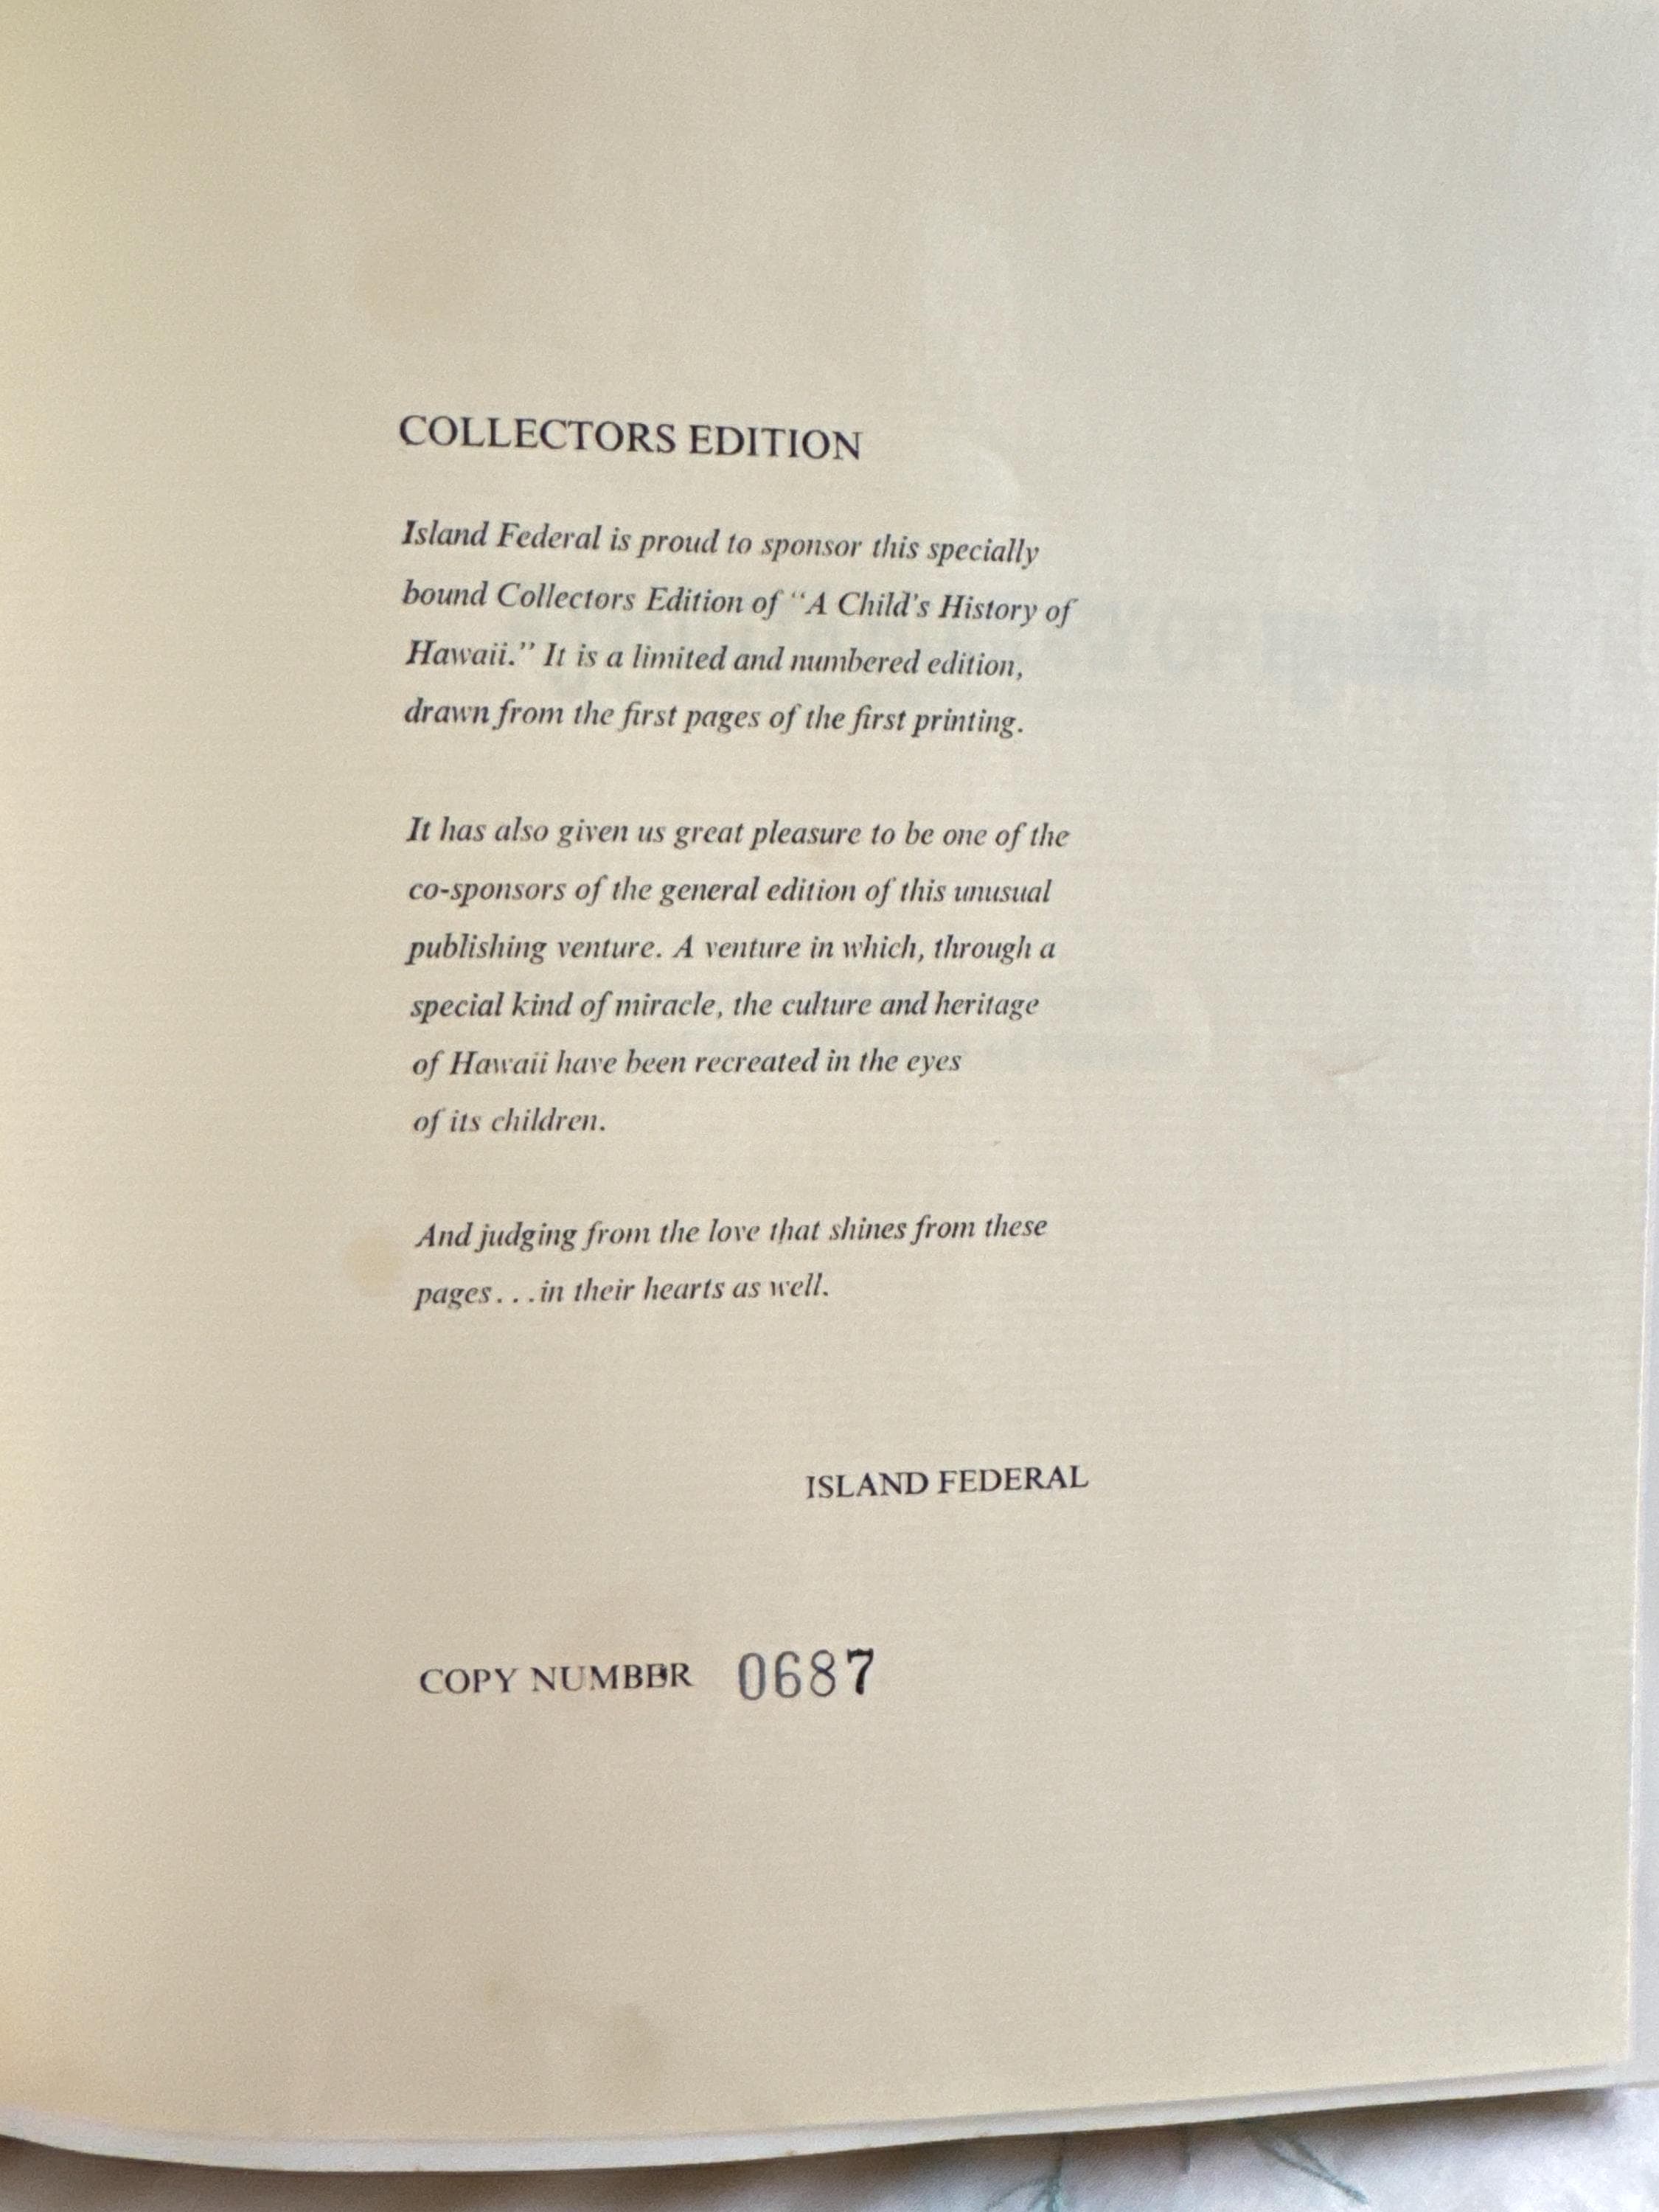 COLLECTORS EDITION
Island Federal is proud to sponsor this specially
bound Collectors Edition of “A Child's History of
Hawaii.” It is a limited and numbered edition,
drawn from the first pages of the first printing.
It has also given us great pleasure to be one of the
co-sponsors of the general edition of this unusual
publishing venture. A venture in which, through a
special kind of miracle, the culture and heritage
of Hawaii have been recreated in the eyes
of its children.
And judging from the love that shines from these
pages...in their hearts as well.
ISLAND FEDERAL
COPY NUMBER 0687